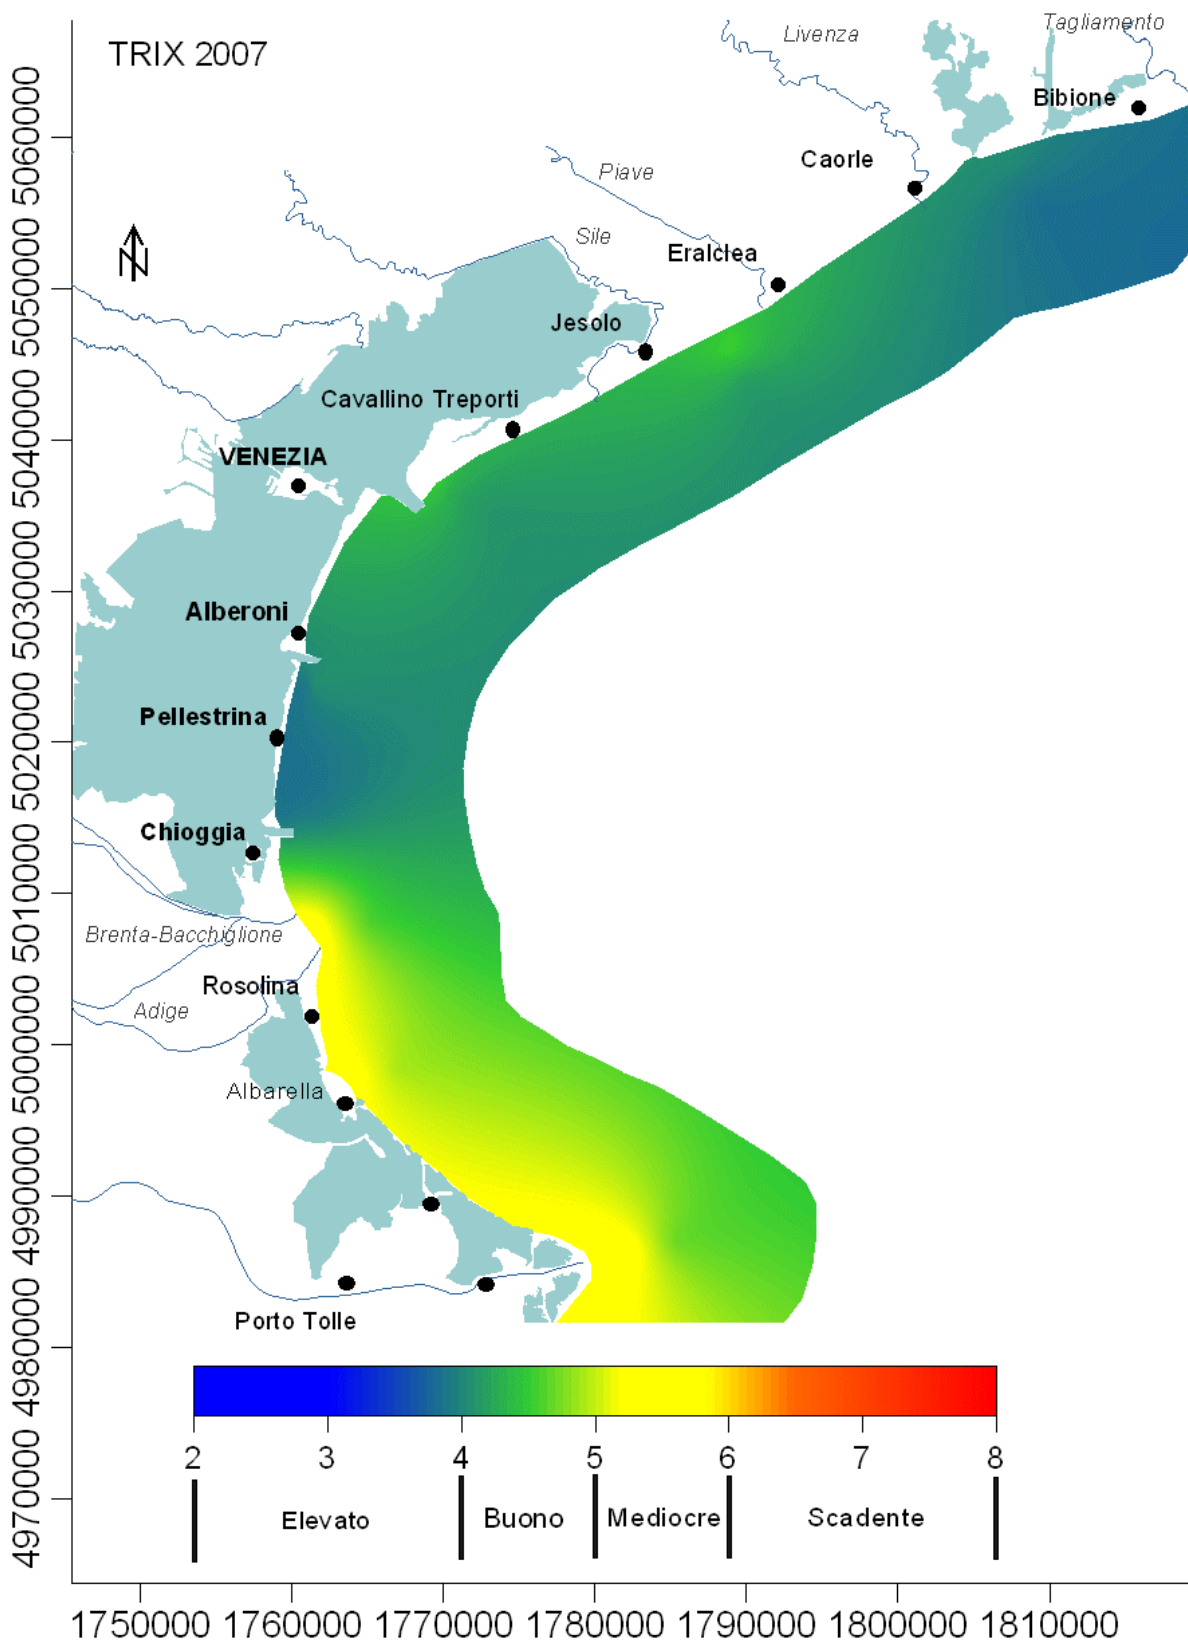 TRIX 2007
Livenza
Tagliamento
Bibione
Caorle
Piave
Sile
Eralclea
Jesolo
Cavallino Treporti
VENEZIA
Alberoni
Pellestrina
Chioggia
Brenta-Bacchiglione
Rosolina
Adige
Albarella
Porto Tolle
N
5060000
5050000
5040000
5030000
5020000
5010000
5000000
4990000
4980000
4970000
2 3 4 5 6 7 8
Elevato Buono Mediocre Scadente
1750000 1760000 1770000 1780000 1790000 1800000 1810000